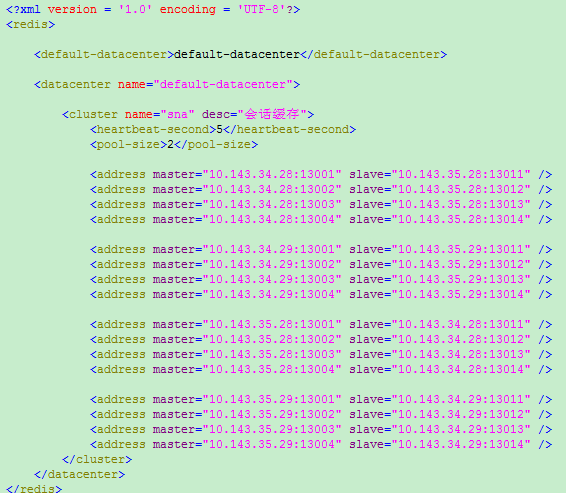 <?xml version = '1.0' encoding = 'UTF-8'?>
<redis>
<default-datacenter>default-datacenter</default-datacenter>
<datacenter name="default-datacenter">
<cluster name="sna" desc="会话缓存">
<heartbeat-second>5</heartbeat-second>
<pool-size>2</pool-size>
<address master="10.143.34.28:13001" slave="10.143.35.28:13011" />
<address master="10.143.34.28:13002" slave="10.143.35.28:13012" />
<address master="10.143.34.28:13003" slave="10.143.35.28:13013" />
<address master="10.143.34.28:13004" slave="10.143.35.28:13014" />
<address master="10.143.34.29:13001" slave="10.143.35.29:13011" />
<address master="10.143.34.29:13002" slave="10.143.35.29:13012" />
<address master="10.143.34.29:13003" slave="10.143.35.29:13013" />
<address master="10.143.34.29:13004" slave="10.143.35.29:13014" />
<address master="10.143.35.28:13001" slave="10.143.34.28:13011" />
<address master="10.143.35.28:13002" slave="10.143.34.28:13012" />
<address master="10.143.35.28:13003" slave="10.143.34.28:13013" />
<address master="10.143.35.28:13004" slave="10.143.34.28:13014" />
<address master="10.143.35.29:13001" slave="10.143.34.29:13011" />
<address master="10.143.35.29:13002" slave="10.143.34.29:13012" />
<address master="10.143.35.29:13003" slave="10.143.34.29:13013" />
<address master="10.143.35.29:13004" slave="10.143.34.29:13014" />
</cluster>
</datacenter>
</redis>